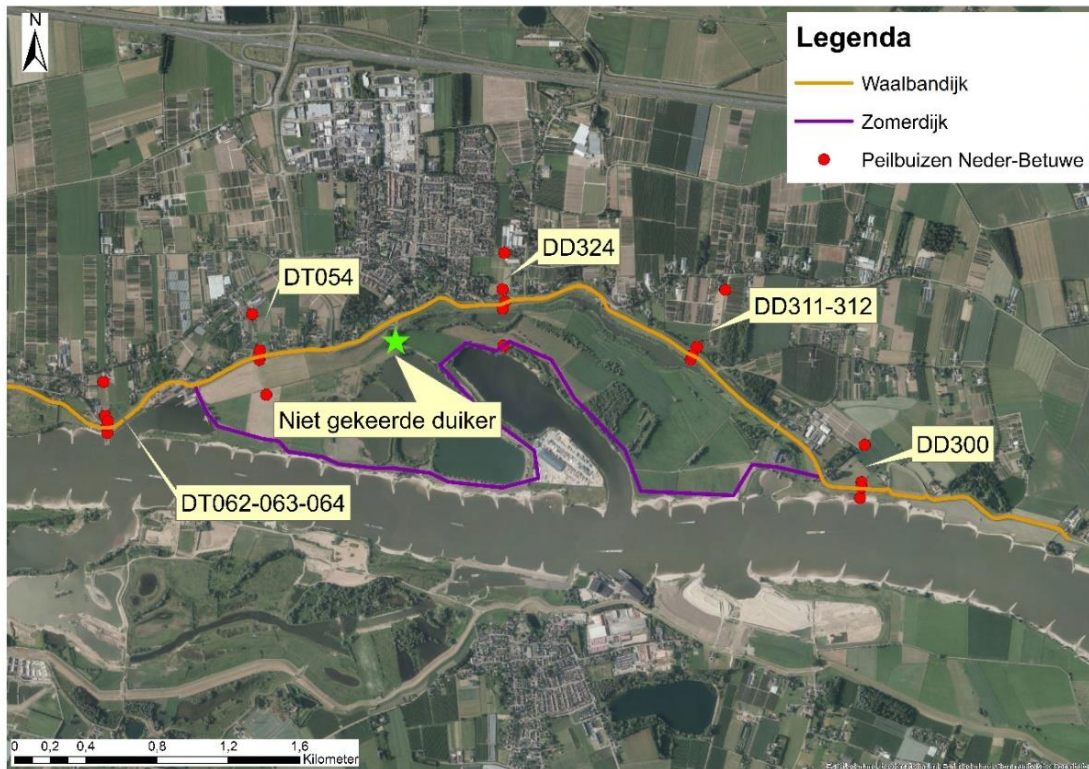 N
Legenda
Waalbandijk
Zomerdijk
Peilbuizen Neder-Betuwe
DD324
DT054
DD311-312
Niet gekeerde duiker
DD300
DT062-063-064
0 0,2 0,4 0,8 1,2 1,6
Kilometer